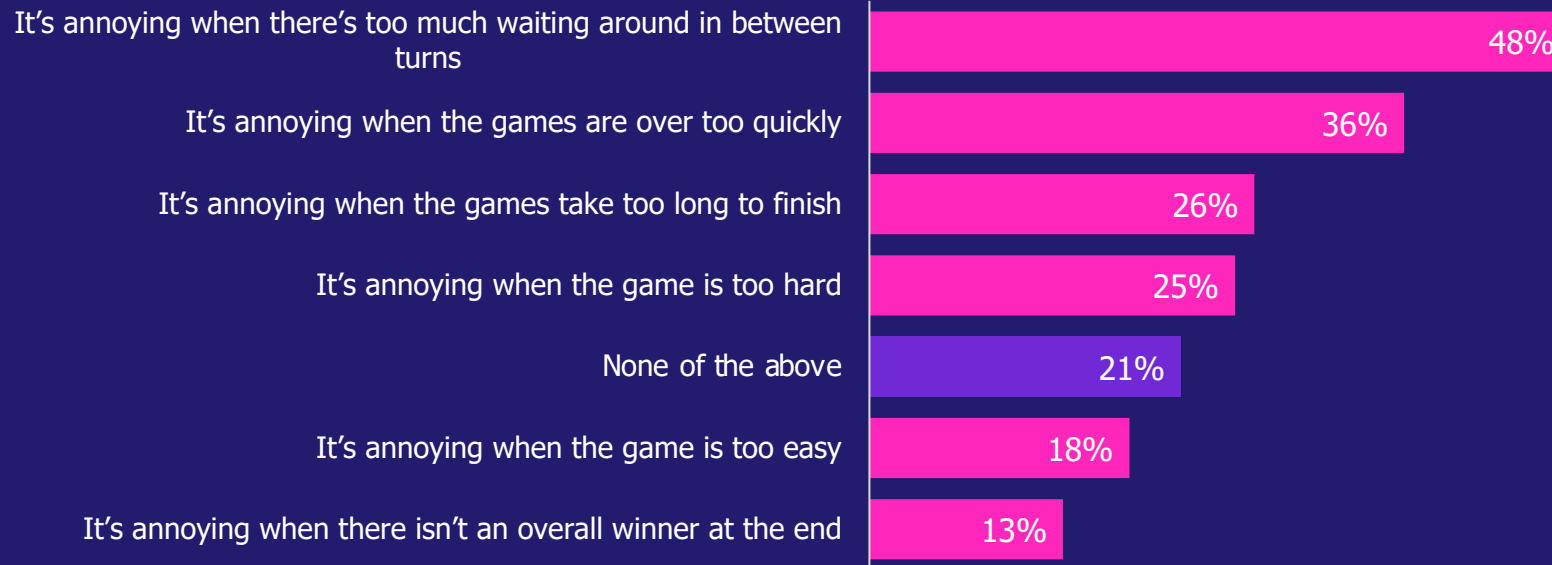 It’s annoying when there’s too much waiting around in between
turns
48%
It’s annoying when the games are over too quickly
36%
It’s annoying when the games take too long to finish
26%
It’s annoying when the game is too hard
25%
None of the above
21%
It’s annoying when the game is too easy
18%
It’s annoying when there isn’t an overall winner at the end
13%